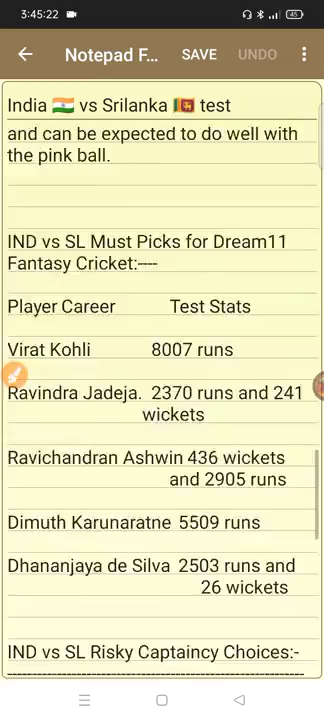 3:45:22
45
Notepad F... SAVE UNDO
India 🇮🇳 vs Srilanka 🇱🇰 test
and can be expected to do well with
the pink ball.
IND vs SL Must Picks for Dream11
Fantasy Cricket:----
Player Career Test Stats
Virat Kohli 8007 runs
Ravindra Jadeja. 2370 runs and 241
wickets
Ravichandran Ashwin 436 wickets
and 2905 runs
Dimuth Karunaratne 5509 runs
Dhananjaya de Silva 2503 runs and
26 wickets
IND vs SL Risky Captaincy Choices:-